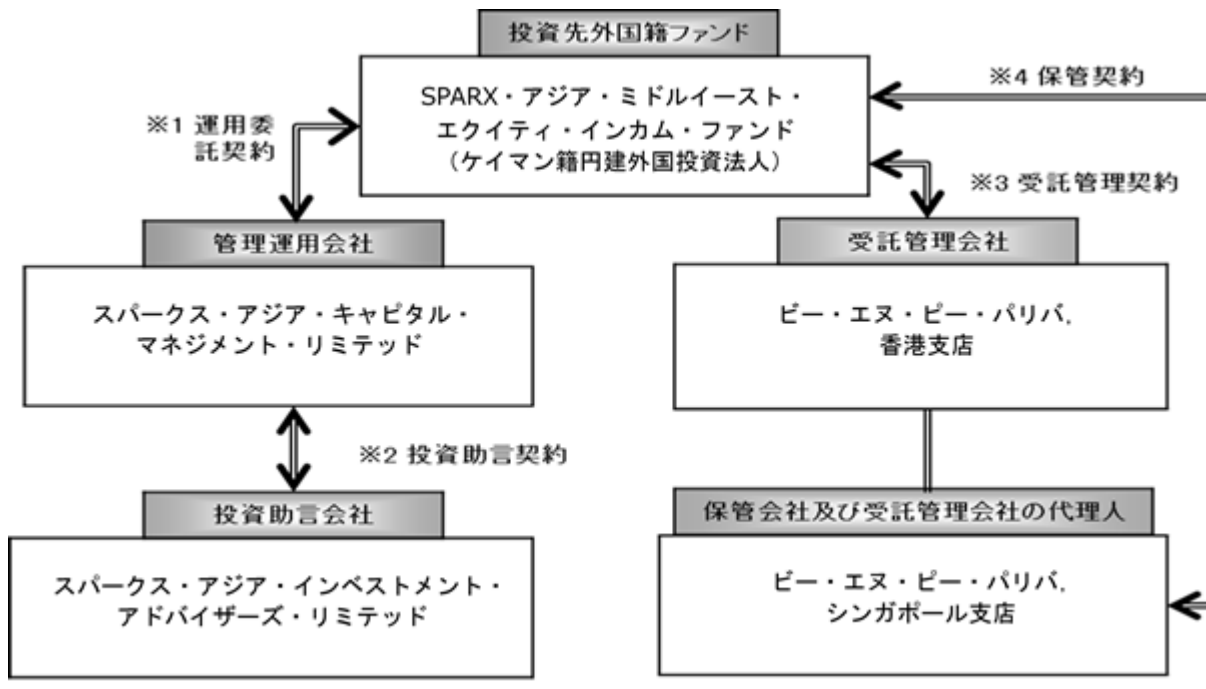 投資先外国籍ファンド
SPARX・アジア・ミドルイースト・
エクイティ・インカム・ファンド
（ケイマン籍円建外国投資法人）
※4 保管契約
※1 運用委
託契約
※3 受託管理契約
管理運用会社
スパークス・アジア・キャピタル・
マネジメント・リミテッド
受託管理会社
ビー・エヌ・ピー・パリバ,
香港支店
※2 投資助言契約
投資助言会社
スパークス・アジア・インベストメント・
アドバイザーズ・リミテッド
保管会社及び受託管理会社の代理人
ビー・エヌ・ピー・パリバ,
シンガポール支店